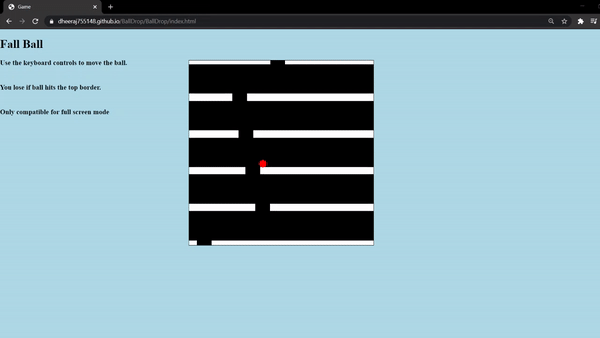 Game
dheeraj755148.github.io/BallDrop/BallDrop/index.html
Fall Ball
Use the keyboard controls to move the ball.
You lose if ball hits the top border.
Only compatible for full screen mode